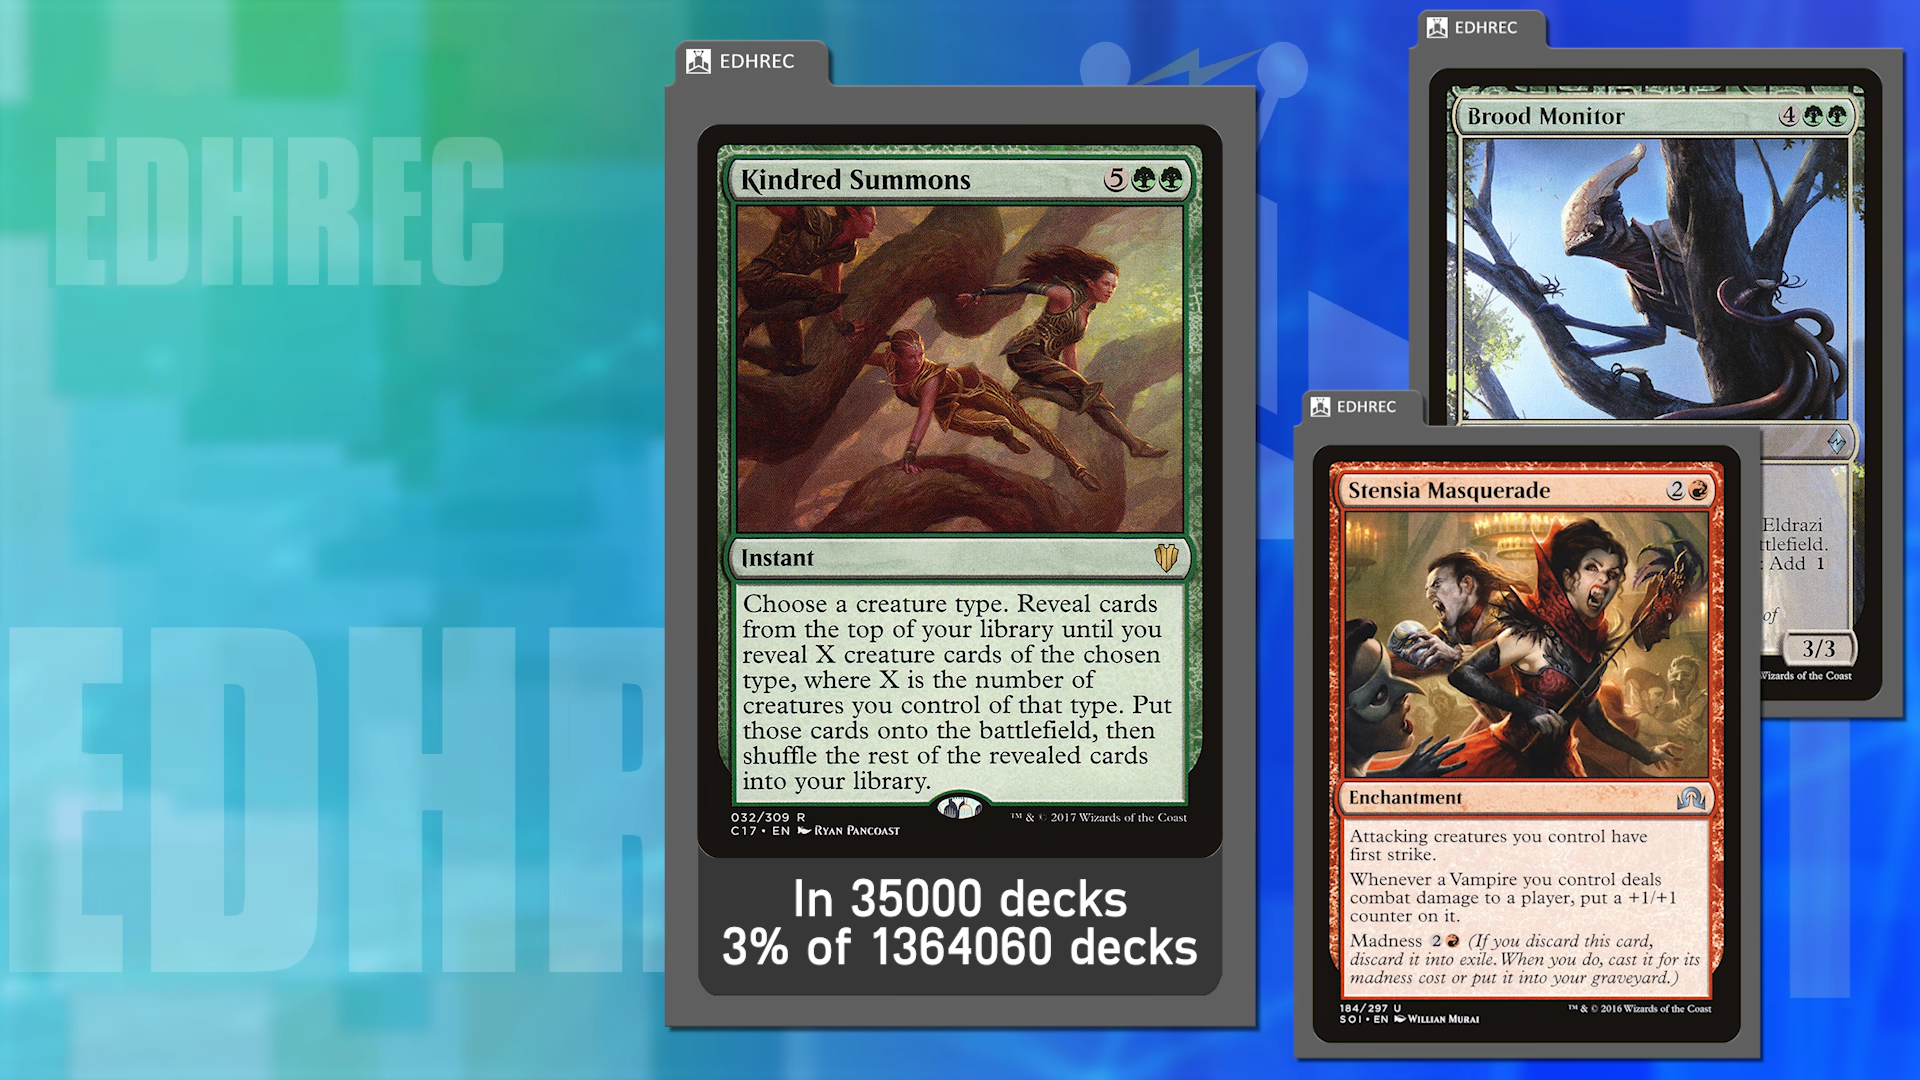 EDHREC
EDHR
EDHREC
Kindred Summons 5
Instant
Choose a creature type. Reveal cards
from the top of your library until you
reveal X creature cards of the chosen
type, where X is the number of
creatures you control of that type. Put
those cards onto the battlefield, then
shuffle the rest of the revealed cards
into your library.
032/309 R
C17 • EN Ryan Pancoast
™ & © 2017 Wizards of the Coast
In 35000 decks
3% of 1364060 decks
EDHREC
Brood Monitor 4
Eldrazi
ttlefield.
: Add 1
of
3/3
Wizards of the Coast
EDHREC
Stensia Masquerade 2
Enchantment
Attacking creatures you control have
first strike.
Whenever a Vampire you control deals
combat damage to a player, put a +1/+1
counter on it.
Madness 2 (If you discard this card,
discard it into exile. When you do, cast it for its
madness cost or put it into your graveyard.)
184/297 U
SOI • EN Willian Murai
™ & © 2016 Wizards of the Coast